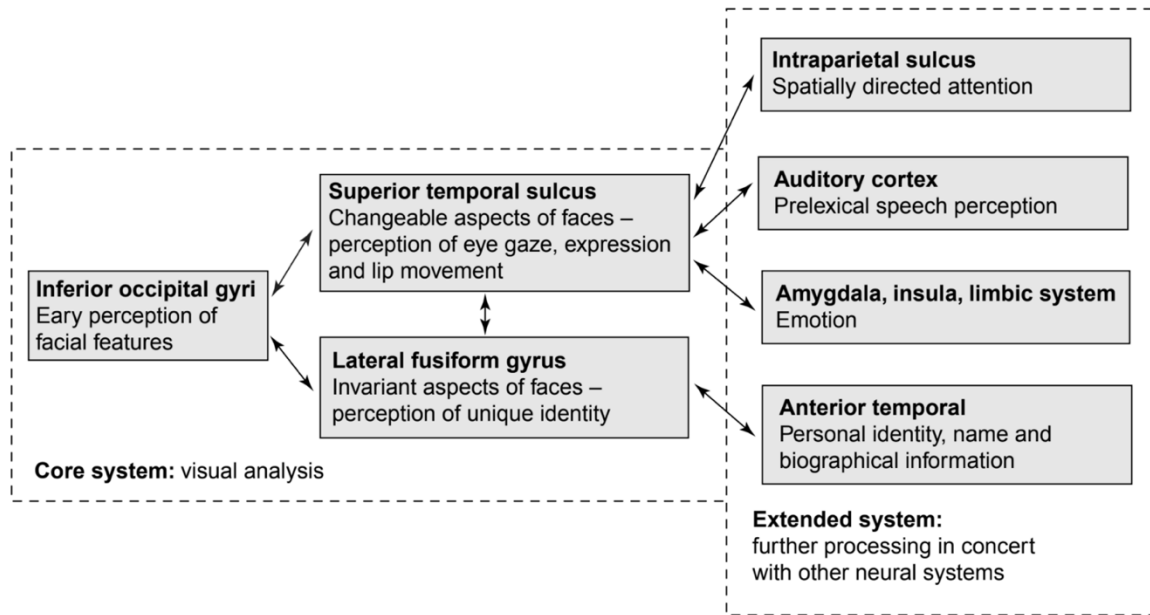 Intraparietal sulcus
Spatially directed attention
Auditory cortex
Prelexical speech perception
Superior temporal sulcus
Changeable aspects of faces –
perception of eye gaze, expression
and lip movement
Inferior occipital gyri
Eary perception of
facial features
Amygdala, insula, limbic system
Emotion
Lateral fusiform gyrus
Invariant aspects of faces –
perception of unique identity
Anterior temporal
Personal identity, name and
biographical information
Core system: visual analysis
Extended system:
further processing in concert
with other neural systems